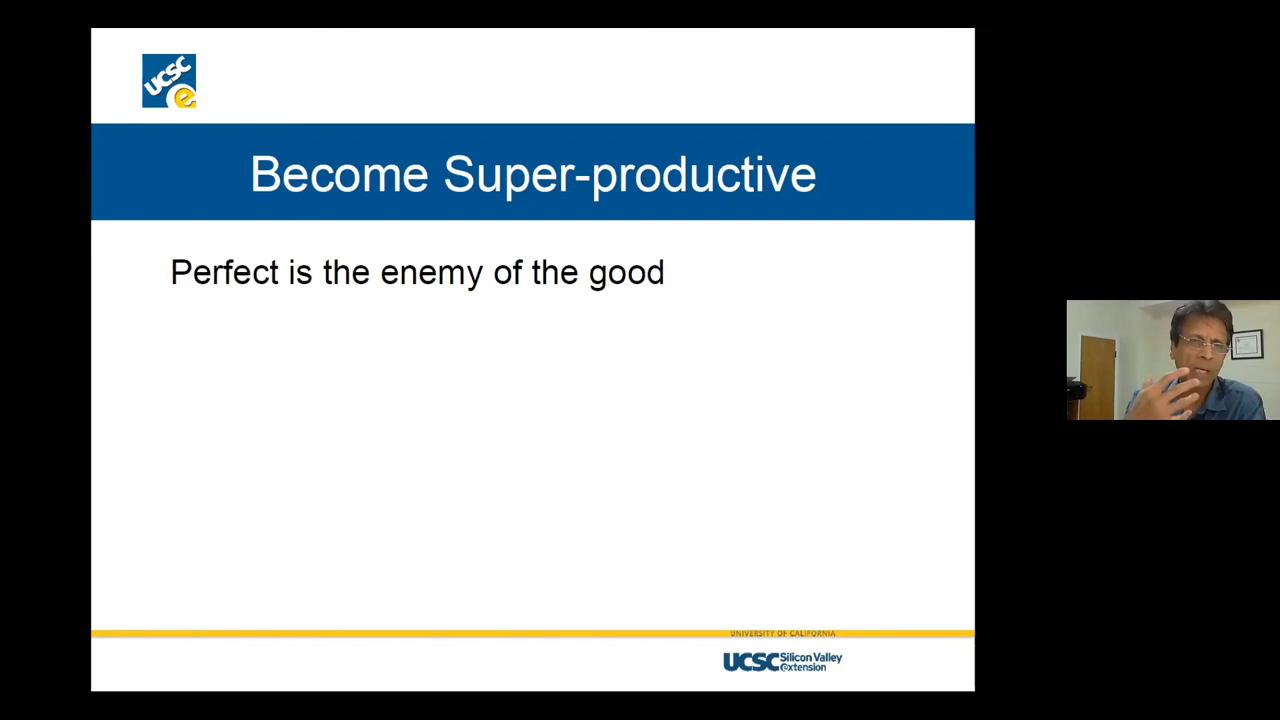 UCSC
e
Become Super-productive
Perfect is the enemy of the good
UNIVERSITY OF CALIFORNIA
UCSC Silicon Valley
extension